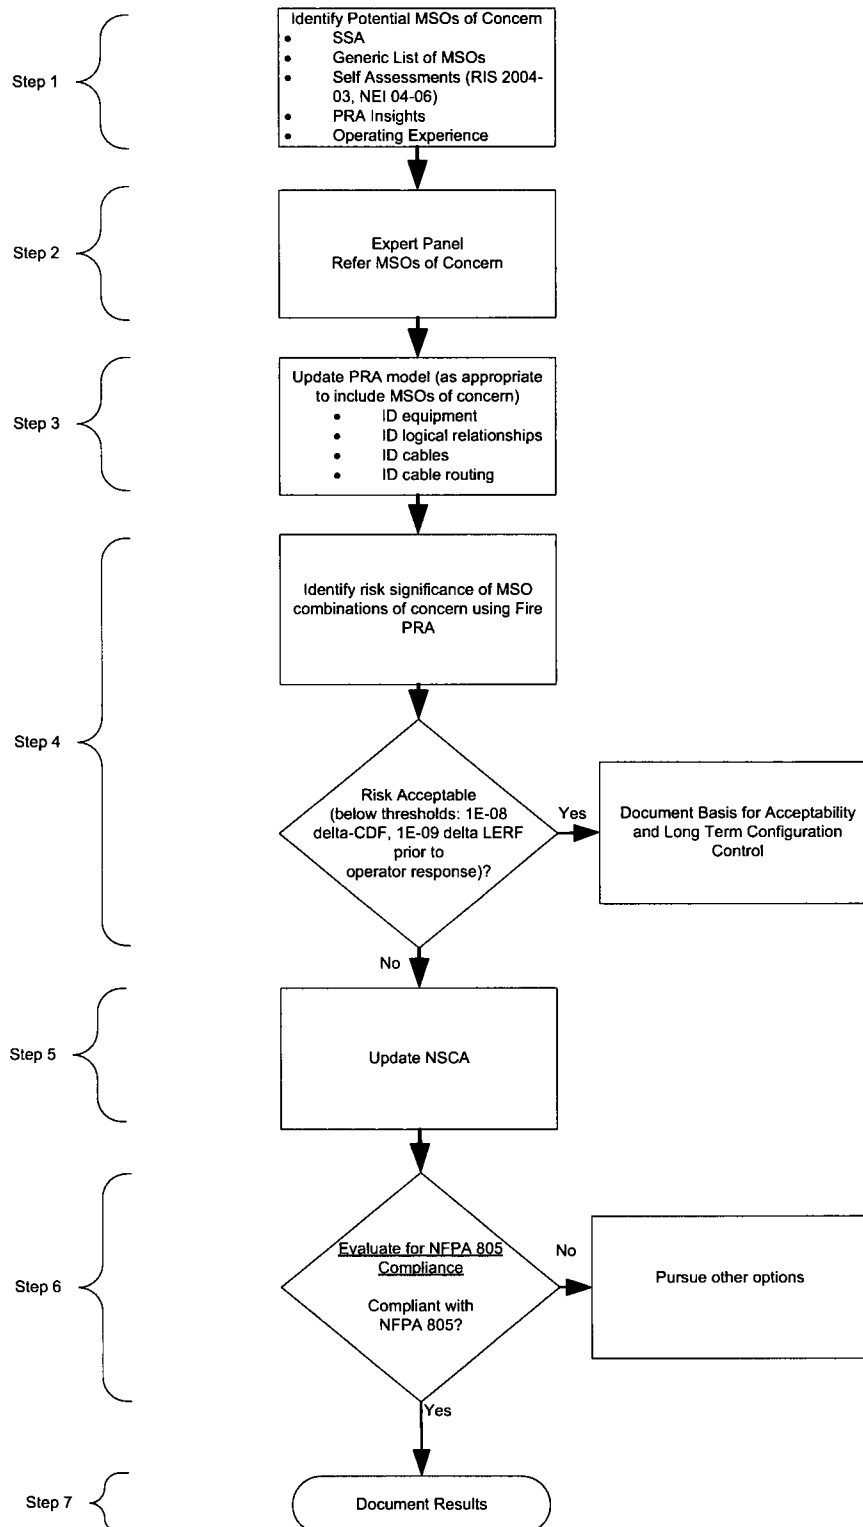 Step 1
Identify Potential MSOs of Concern
• SSA
• Generic List of MSOs
• Self Assessments (RIS 2004-
03, NEI 04-06)
• PRA Insights
• Operating Experience
Step 2
Expert Panel
Refer MSOs of Concern
Step 3
Update PRA model (as appropriate
to include MSOs of concern)
• ID equipment
• ID logical relationships
• ID cables
• ID cable routing
Step 4
Identify risk significance of MSO
combinations of concern using Fire
PRA
Risk Acceptable
(below thresholds: 1E-08
delta-CDF, 1E-09 delta LERF
prior to
operator response)?
Yes
Document Basis for Acceptability
and Long Term Configuration
Control
No
Step 5
Update NSCA
Step 6
Evaluate for NFPA 805
Compliance
Compliant with
NFPA 805?
No
Pursue other options
Yes
Step 7
Document Results